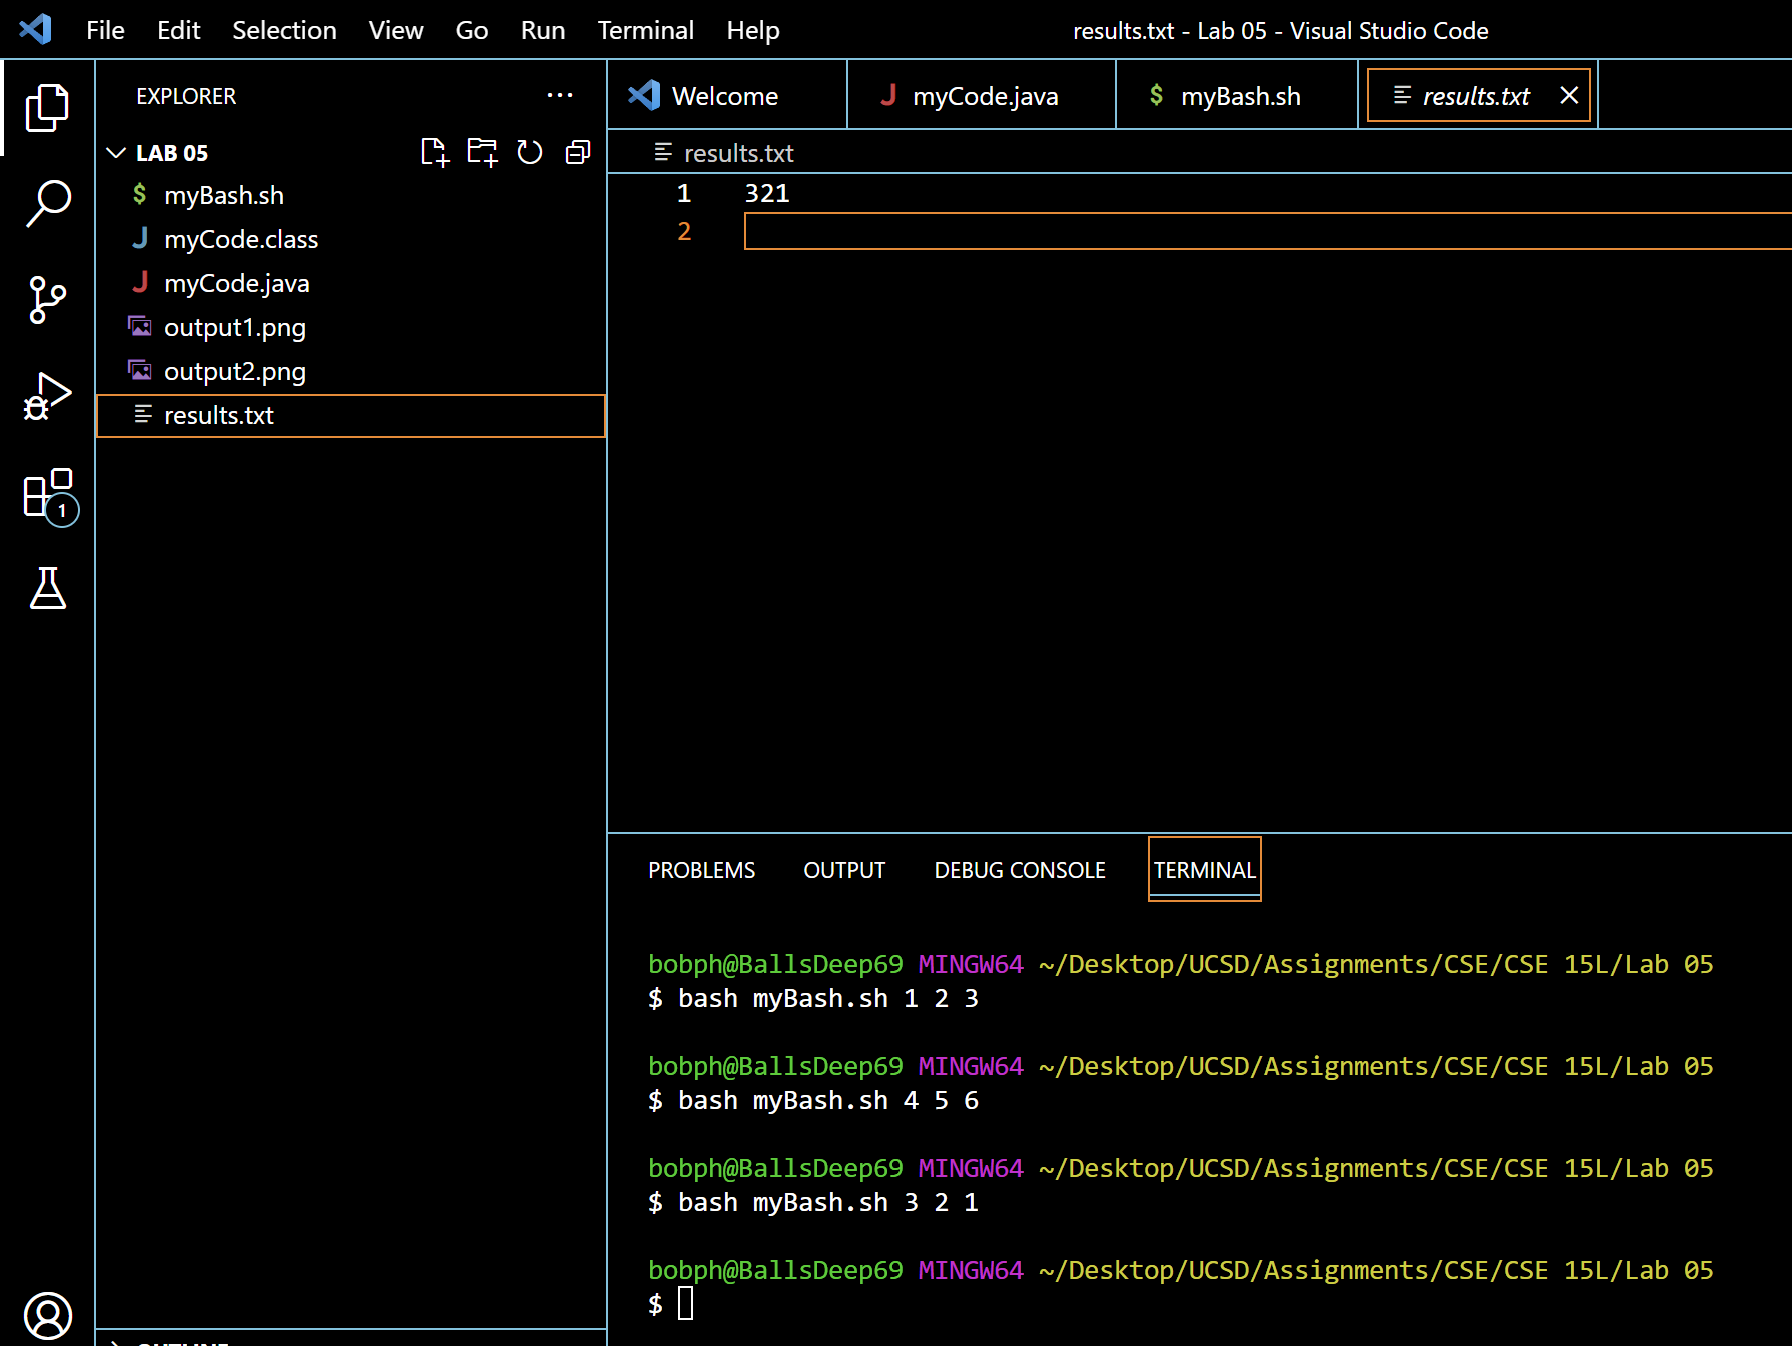 File Edit Selection View Go Run Terminal Help results.txt - Lab 05 - Visual Studio Code
EXPLORER
LAB 05
myBash.sh
myCode.class
myCode.java
output1.png
output2.png
results.txt
1
OUTLINE
Welcome myCode.java myBash.sh results.txt
results.txt
1 321
2
PROBLEMS OUTPUT DEBUG CONSOLE TERMINAL
bobph@BallsDeep69 MINGW64 ~/Desktop/UCSD/Assignments/CSE/CSE 15L/Lab 05
$ bash myBash.sh 1 2 3
bobph@BallsDeep69 MINGW64 ~/Desktop/UCSD/Assignments/CSE/CSE 15L/Lab 05
$ bash myBash.sh 4 5 6
bobph@BallsDeep69 MINGW64 ~/Desktop/UCSD/Assignments/CSE/CSE 15L/Lab 05
$ bash myBash.sh 3 2 1
bobph@BallsDeep69 MINGW64 ~/Desktop/UCSD/Assignments/CSE/CSE 15L/Lab 05
$